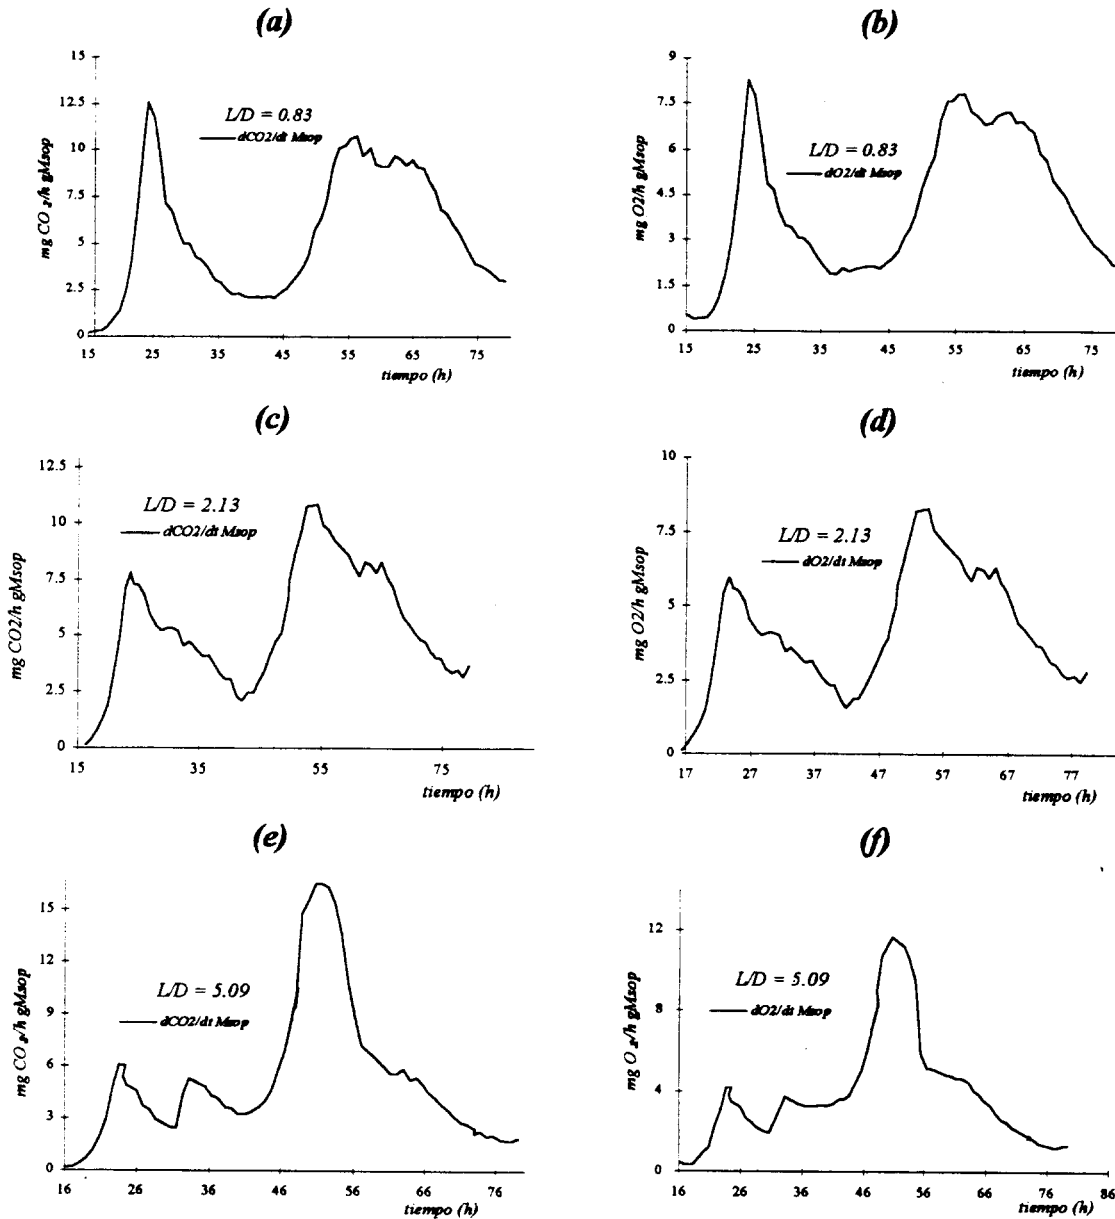 (a)
15
12.5
10
7.5
5
2.5
0
mg CO2/h gMsop
L/D = 0.83
dCO2/dt Msop
15 25 35 45 55 65 75
tiempo (h)
(b)
9
7.5
6
4.5
3
1.5
0
mg O2/h gMsop
L/D = 0.83
dO2/dt Msop
15 25 35 45 55 65 75
tiempo (h)
(c)
12.5
10
7.5
5
2.5
0
mg CO2/h gMsop
L/D = 2.13
dCO2/dt Msop
15 35 55 75
tiempo (h)
(d)
10
7.5
5
2.5
0
mg O2/h gMsop
L/D = 2.13
dO2/dt Msop
17 27 37 47 57 67 77
tiempo (h)
(e)
15
12
9
6
3
0
mg CO2/h gMsop
L/D = 5.09
dCO2/dt Msop
16 26 36 46 56 66 76
tiempo (h)
(f)
12
8
4
0
mg O2/h gMsop
L/D = 5.09
dO2/dt Msop
16 26 36 46 56 66 76 86
tiempo (h)